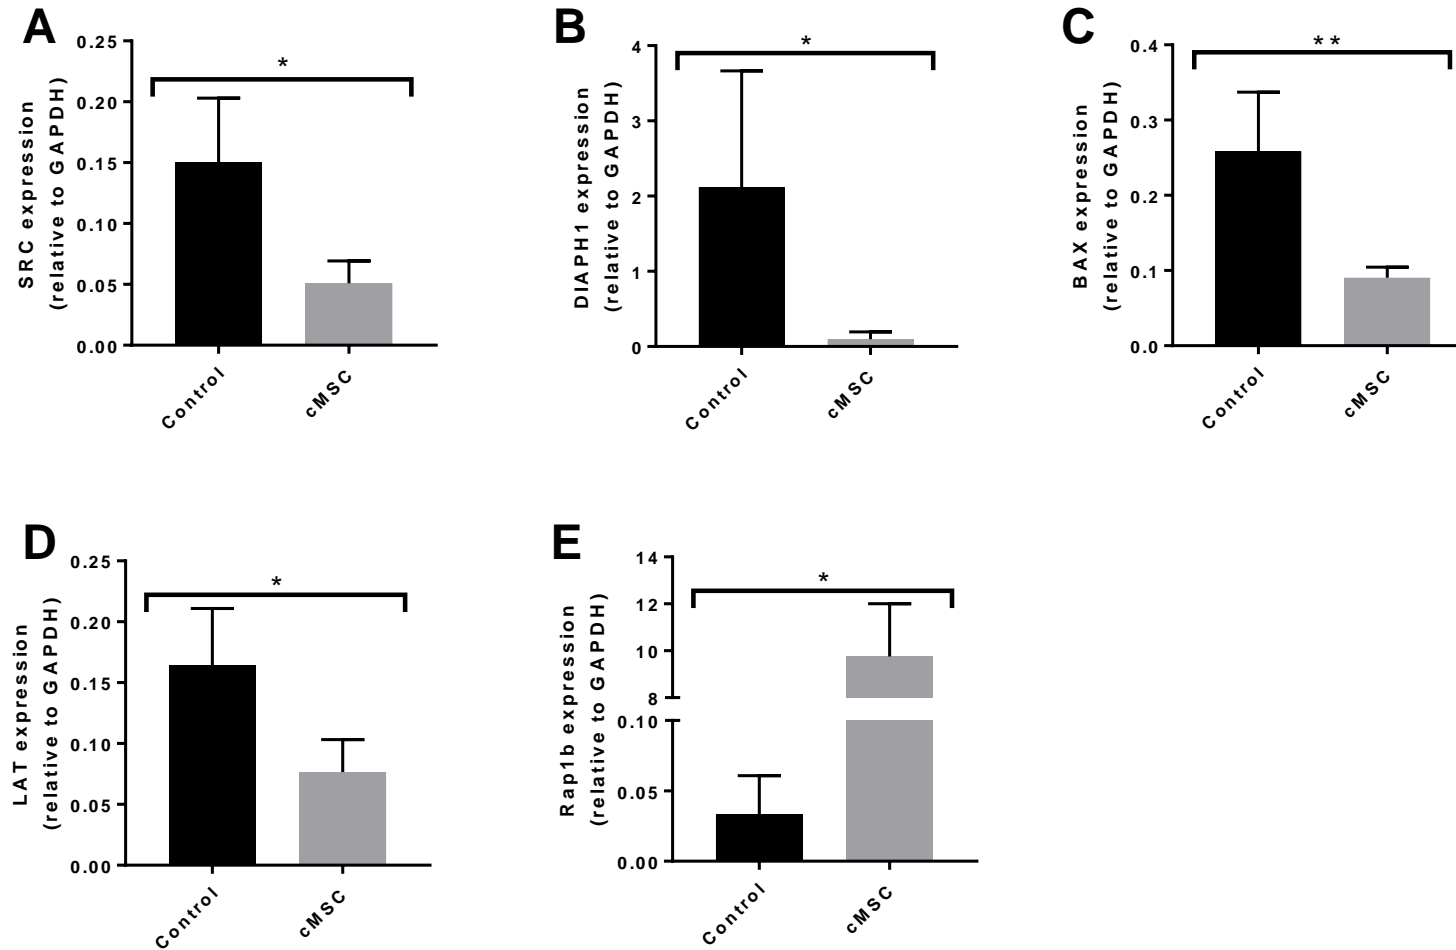 A
SRC expression
(relative to GAPDH)
0.25
0.20
0.15
0.10
0.05
0.00
*
Control
cMSC
B
DIAPH1 expression
(relative to GAPDH)
4
3
2
1
0
*
Control
cMSC
C
BAX expression
(relative to GAPDH)
0.4
0.3
0.2
0.1
0.0
**
Control
cMSC
D
LAT expression
(relative to GAPDH)
0.25
0.20
0.15
0.10
0.05
0.00
*
Control
cMSC
E
Rap1b expression
(relative to GAPDH)
14
12
10
8
0.10
0.05
0.00
*
Control
cMSC